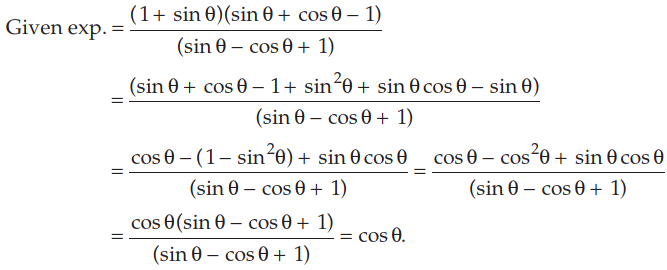 Given exp. = (1 + sin θ)(sin θ + cos θ – 1) / (sin θ – cos θ + 1)
= (sin θ + cos θ – 1 + sin²θ + sin θ cos θ – sin θ) / (sin θ – cos θ + 1)
= cos θ – (1 – sin²θ) + sin θ cos θ / (sin θ – cos θ + 1) = cos θ – cos²θ + sin θ cos θ / (sin θ – cos θ + 1)
= cos θ(sin θ – cos θ + 1) / (sin θ – cos θ + 1) = cos θ.